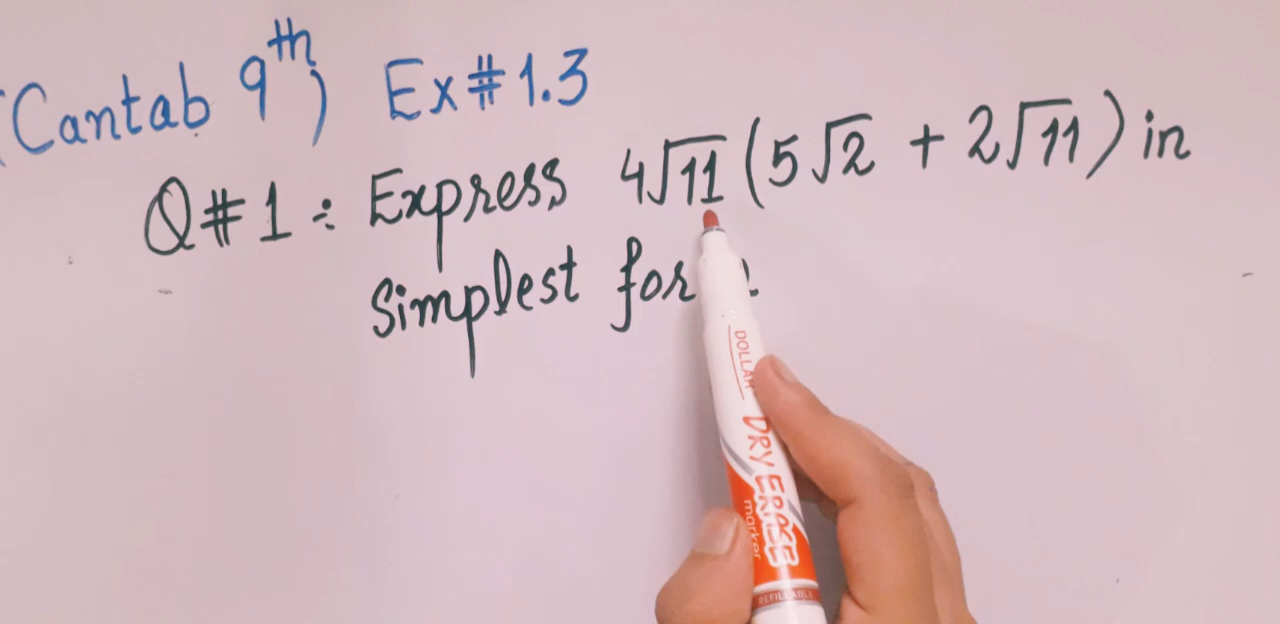 (Cantab 9th) Ex#1.3
Q#1: Express 4√11(5√2 + 2√11) in
Simplest
DOLLAR
DRY ERASE
marker
REFILLABLE